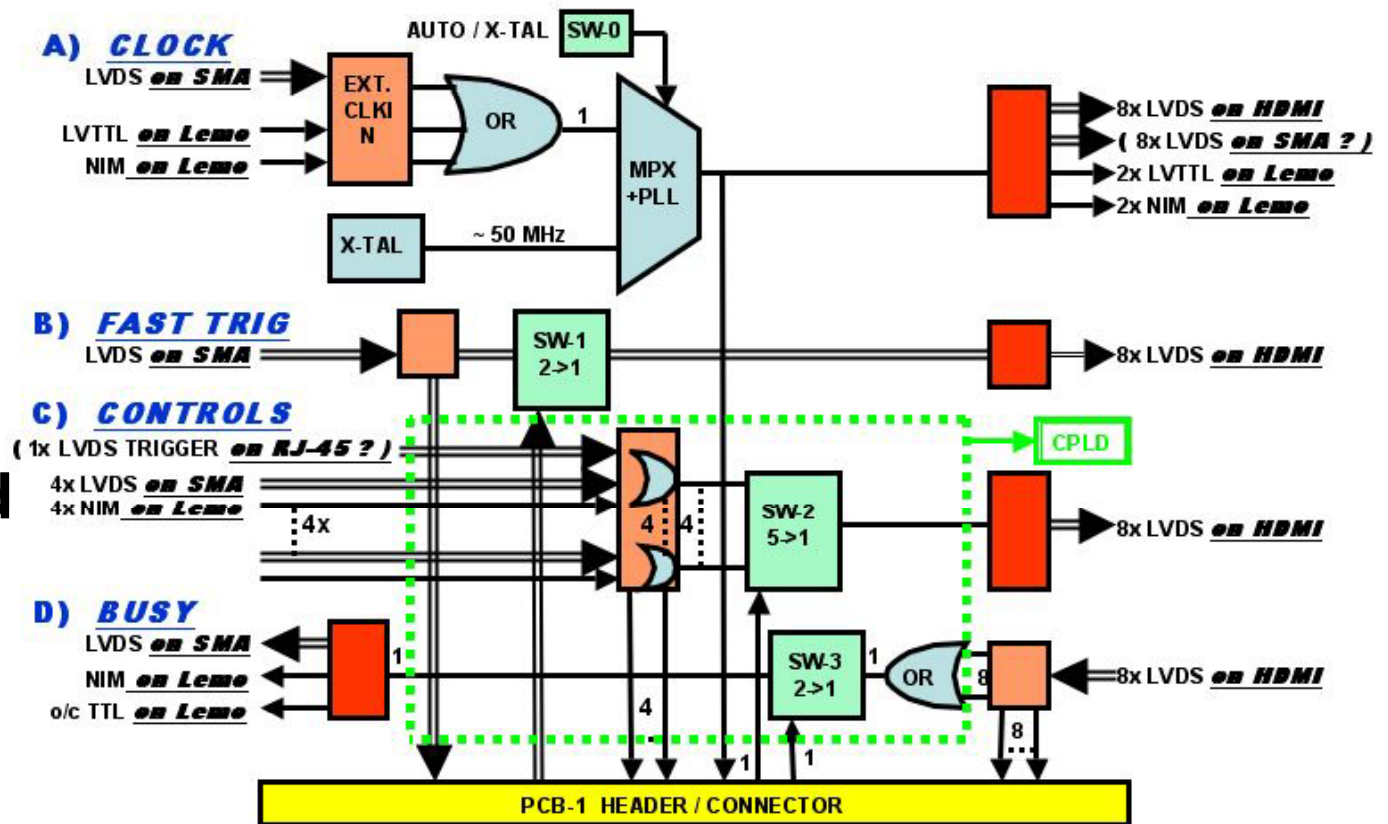 A) CLOCK
AUTO / X-TAL
SW-0
LVDS on SMA
LVTTL on Lemo
NIM on Lemo
EXT.
CLKI
N
OR
1
MPX
+PLL
X-TAL
~ 50 MHz
8x LVDS on HDMI
( 8x LVDS on SMA ? )
2x LVTTL on Lemo
2x NIM on Lemo
B) FAST TRIG
LVDS on SMA
SW-1
2->1
8x LVDS on HDMI
C) CONTROLS
( 1x LVDS TRIGGER on RJ-45 ? )
4x LVDS on SMA
4x NIM on Lemo
4x
4
4
SW-2
5->1
CPLD
8x LVDS on HDMI
D) BUSY
LVDS on SMA
NIM on Lemo
o/c TTL on Lemo
1
SW-3
2->1
1
OR
8
8x LVDS on HDMI
4
1
1
8
PCB-1 HEADER / CONNECTOR